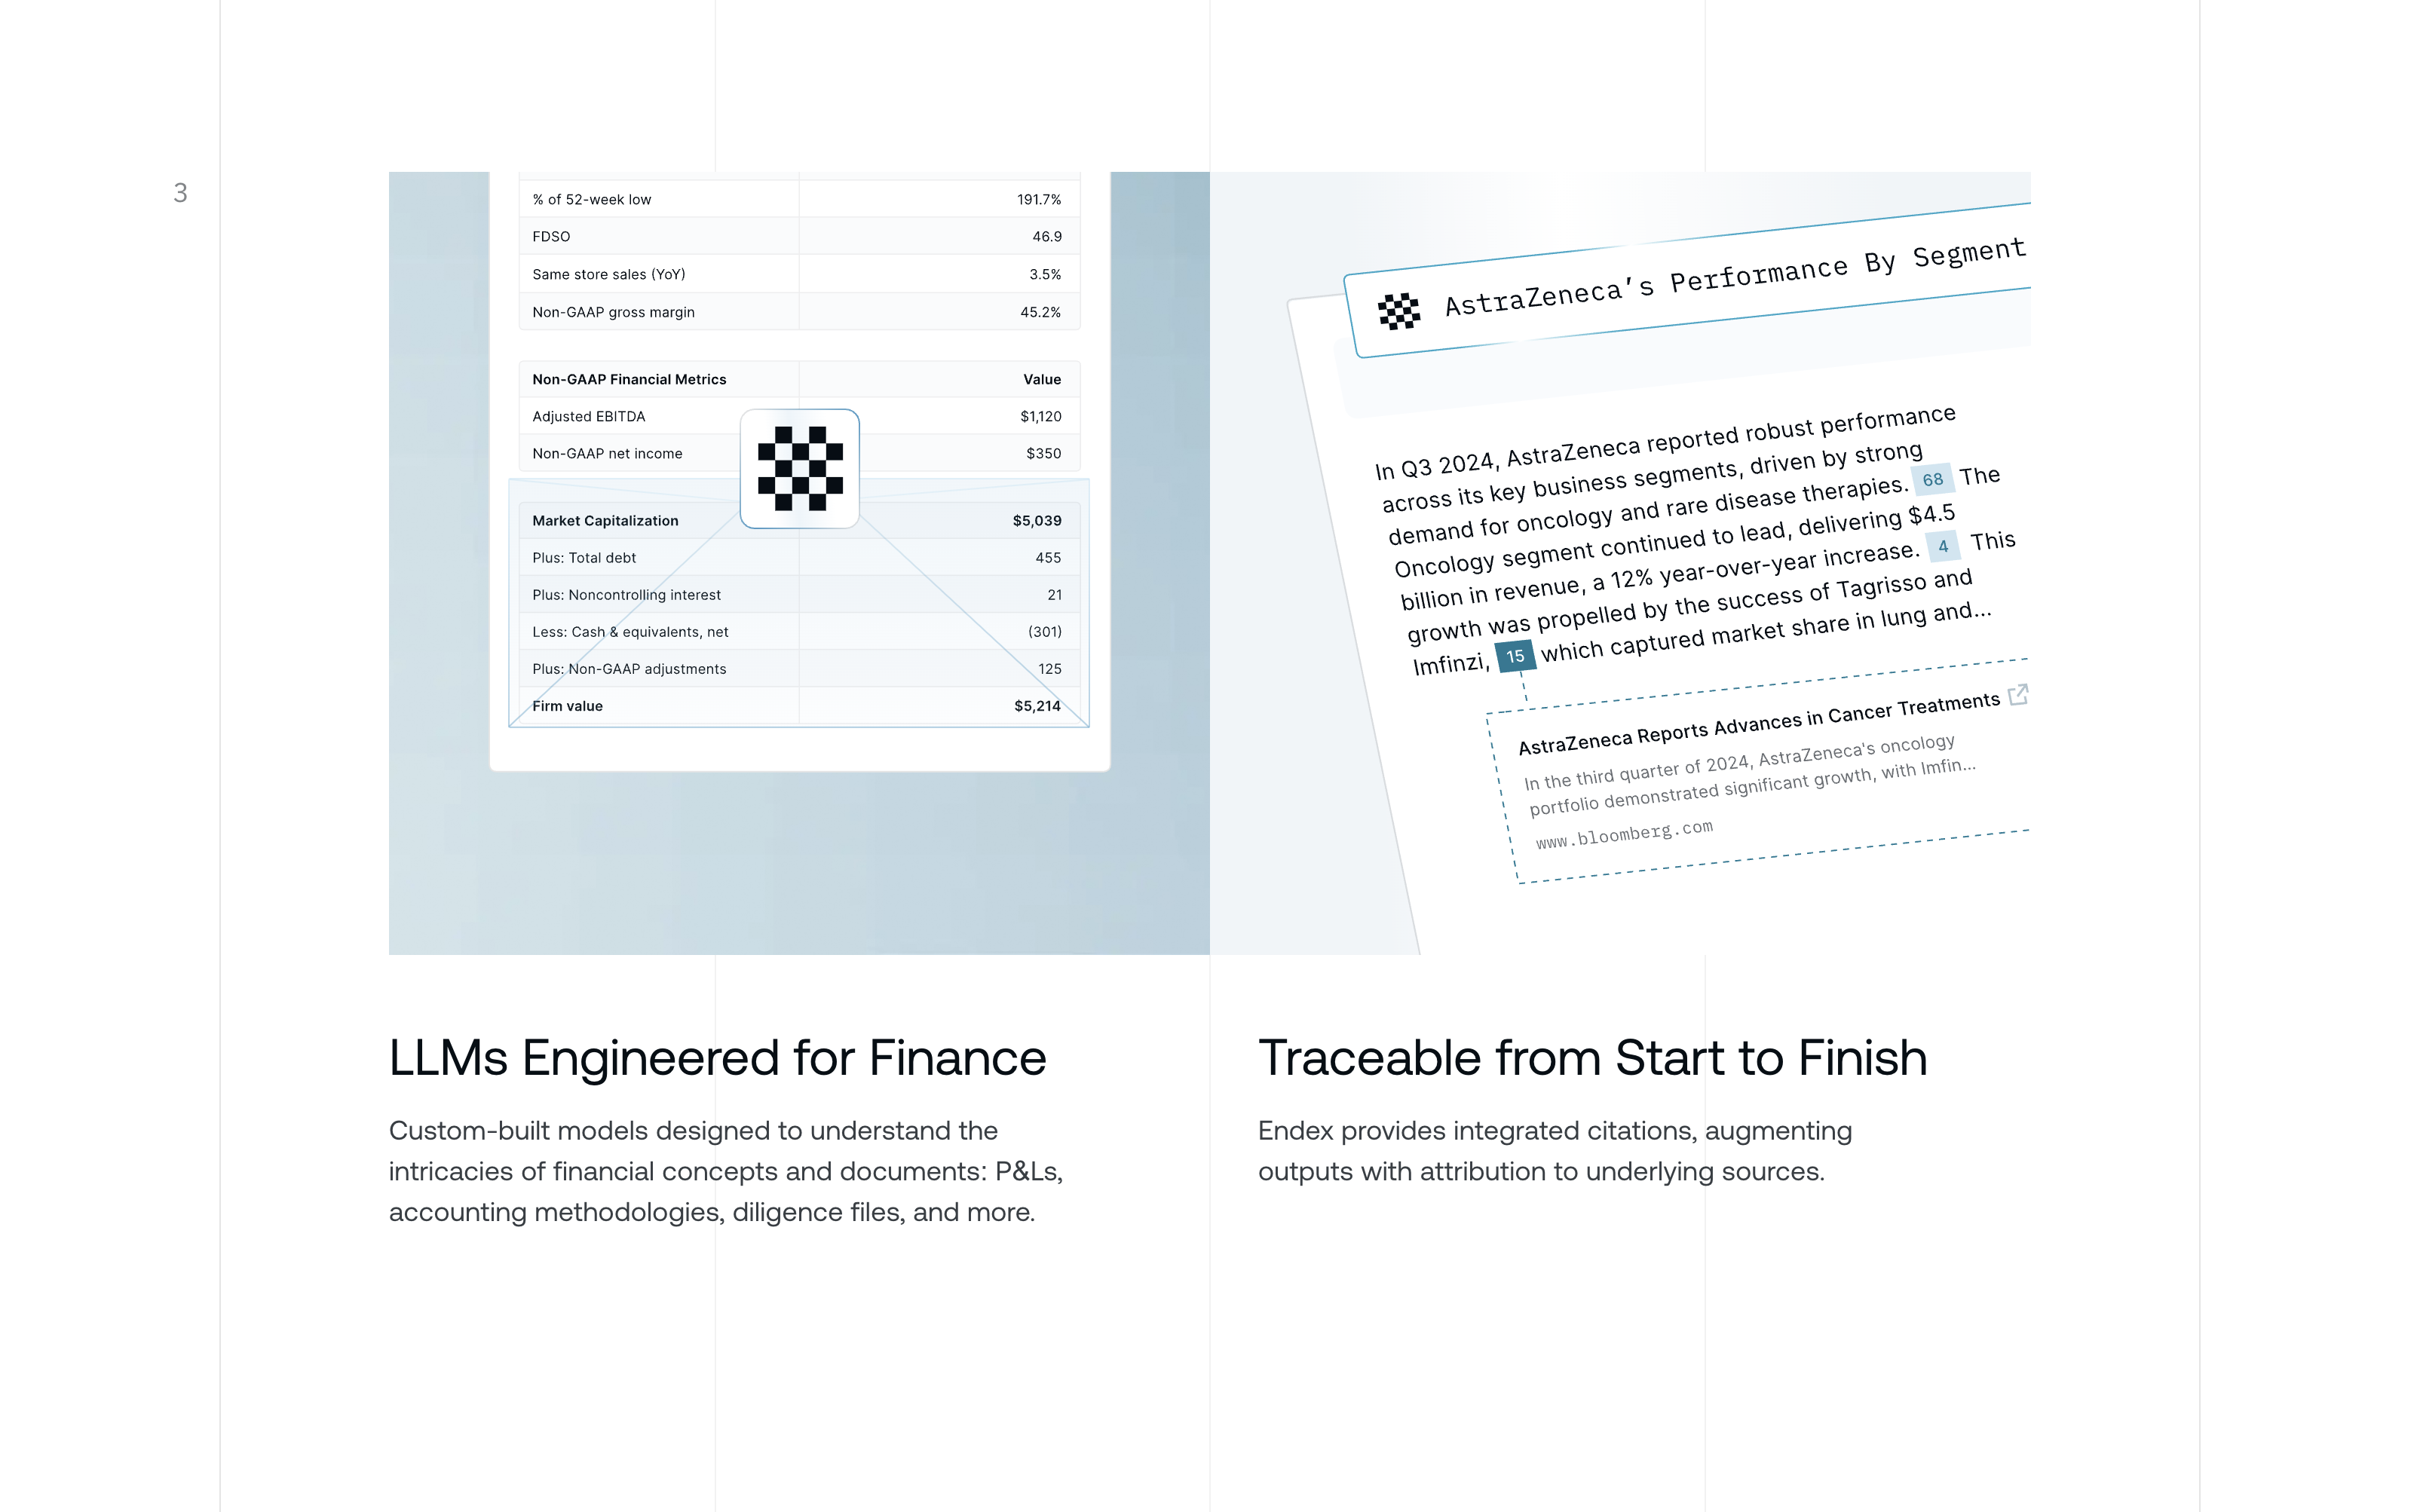 3
% of 52-week low 191.7%
FDSO 46.9
Same store sales (YoY) 3.5%
Non-GAAP gross margin 45.2%
Non-GAAP Financial Metrics Value
Adjusted EBITDA $1,120
Non-GAAP net income $350
Market Capitalization $5,039
Plus: Total debt 455
Plus: Noncontrolling interest 21
Less: Cash & equivalents, net (301)
Plus: Non-GAAP adjustments 125
Firm value $5,214
AstraZeneca’s Performance By Segment
In Q3 2024, AstraZeneca reported robust performance
across its key business segments, driven by strong
demand for oncology and rare disease therapies. 68 The
Oncology segment continued to lead, delivering $4.5
billion in revenue, a 12% year-over-year increase. 4 This
growth was propelled by the success of Tagrisso and
Imfinzi, 15 which captured market share in lung and...
AstraZeneca Reports Advances in Cancer Treatments
In the third quarter of 2024, AstraZeneca's oncology
portfolio demonstrated significant growth, with Imfin...
www.bloomberg.com
LLMs Engineered for Finance
Custom-built models designed to understand the
intricacies of financial concepts and documents: P&Ls,
accounting methodologies, diligence files, and more.
Traceable from Start to Finish
Endex provides integrated citations, augmenting
outputs with attribution to underlying sources.